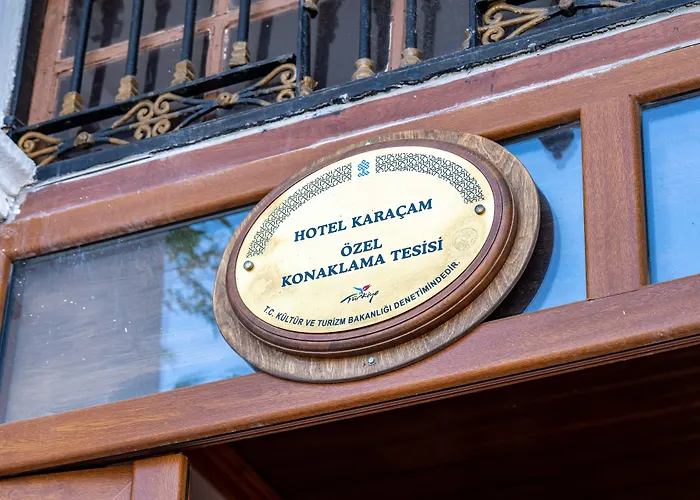 HOTEL KARAÇAM
ÖZEL
KONAKLAMA TESİSİ
Türkiye
T.C. KÜLTÜR VE TURİZM BAKANLIĞI DENETİMİNDEDİR.